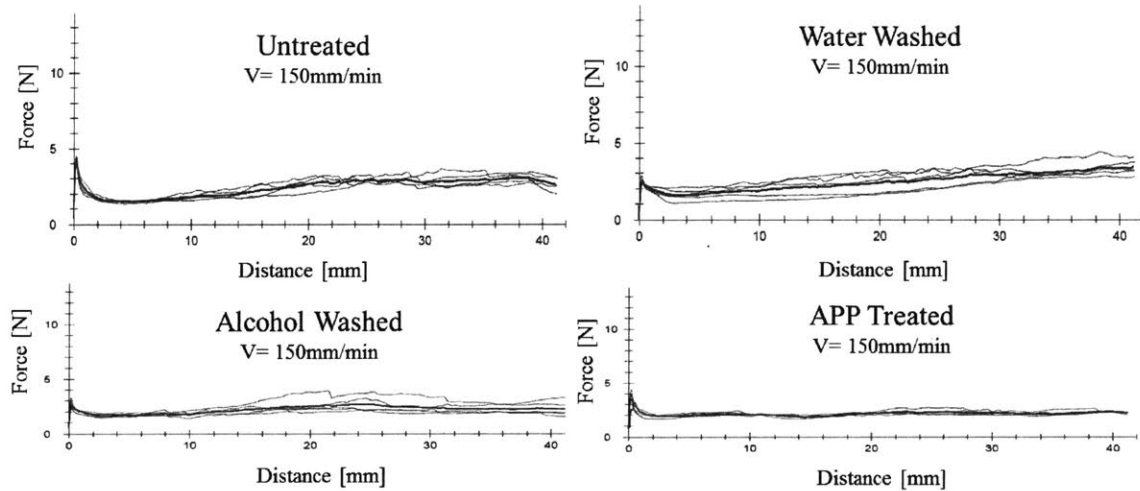 Untreated
V= 150mm/min
Force [N]
10
5
0
0 10 20 30 40
Distance [mm]
Water Washed
V= 150mm/min
Force [N]
10
5
0
0 10 20 30 40
Distance [mm]
Alcohol Washed
V= 150mm/min
Force [N]
10
5
0
0 10 20 30 40
Distance [mm]
APP Treated
V= 150mm/min
Force [N]
10
5
0
0 10 20 30 40
Distance [mm]